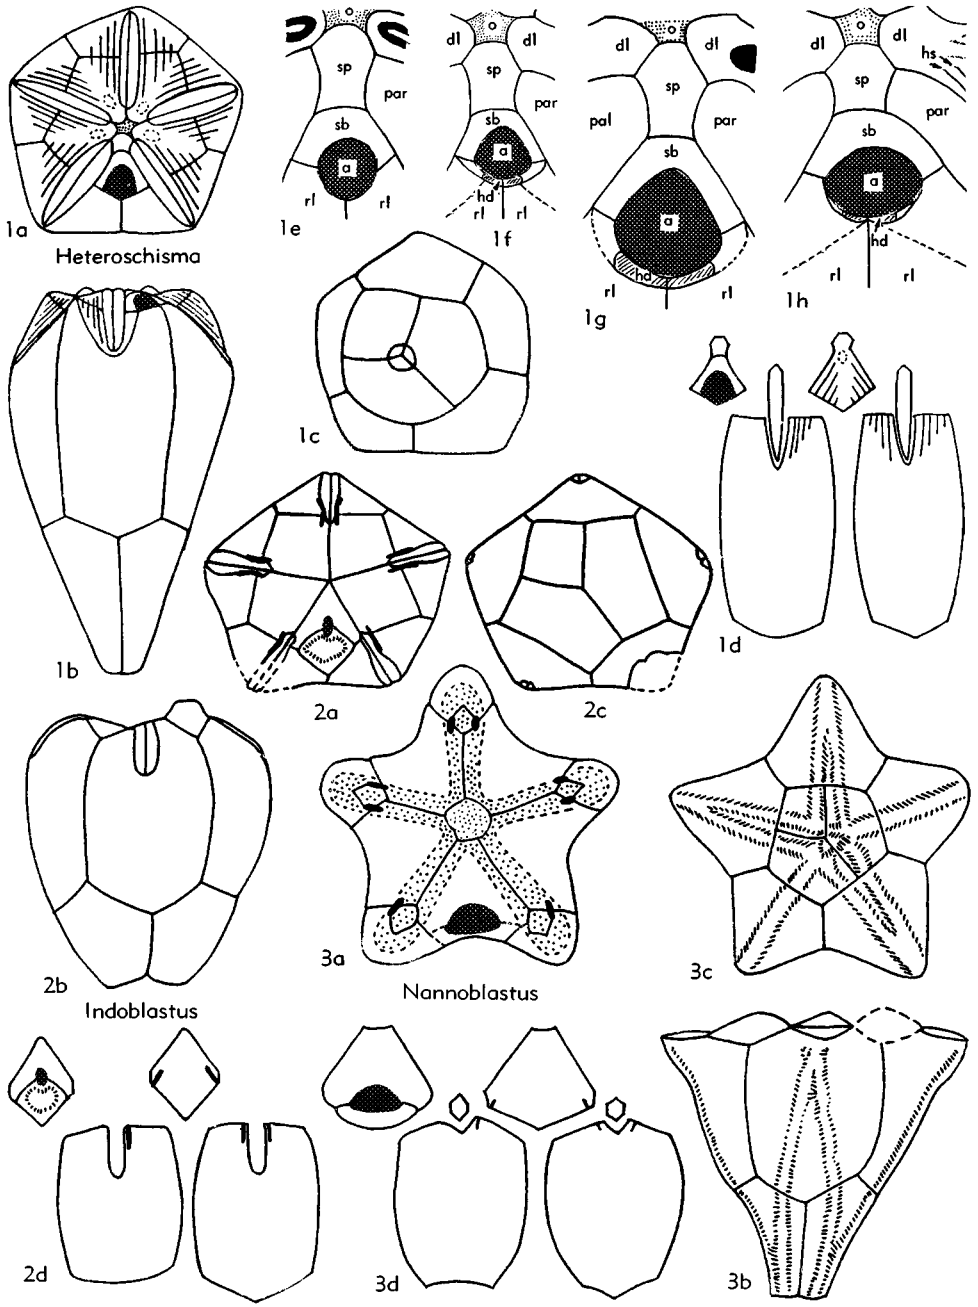 dl
dl
dl
dl
dl
hs
sp
sp
sp
sp
par
par
pal
par
par
sb
sb
sb
sb
a
a
a
a
hd
hd
hd
rl
rl
rl
rl
rl
rl
rl
rl
1a
1e
1f
1g
1h
Heteroschisma
1c
1b
1d
2a
2c
2b
Indoblastus
3a
3c
Nannoblastus
2d
3d
3b